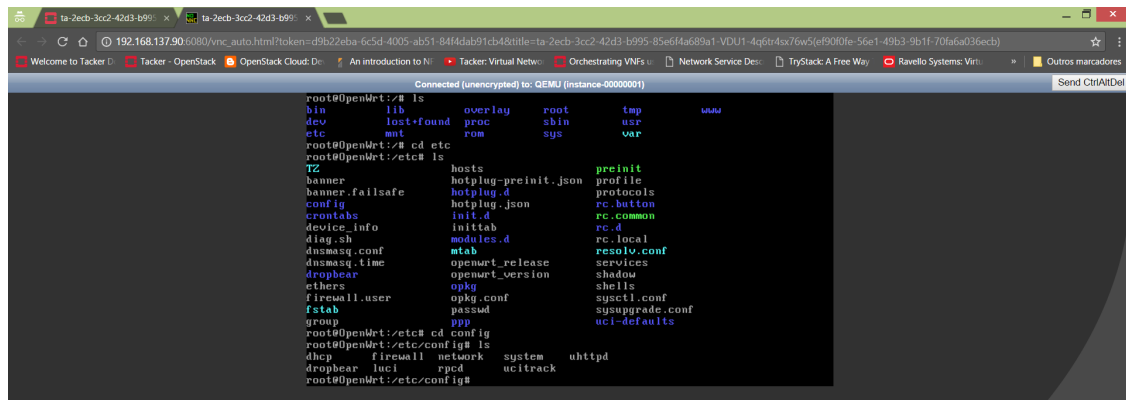 ta-2ecb-3cc2-42d3-b995- × ta-2ecb-3cc2-42d3-b995- ×
192.168.137.90:6080/vnc_auto.html?token=d9b22eba-6c5d-4005-ab51-84f4dab91cb4&title=ta-2ecb-3cc2-42d3-b995-85e6f4a689a1-VDU1-4q6tr4sx76w5(ef90f0fe-56e1-49b3-9b1f-70fa6a036ecb)
Welcome to Tacker D Tacker - OpenStack OpenStack Cloud: De An introduction to NF Tacker: Virtual Netwo Orchestrating VNFs u Network Service Desc TryStack: A Free Way Ravello Systems: Virtu » Outros marcadores
Connected (unencrypted) to: QEMU (instance-00000001) Send CtrlAltDel
root@OpenWrt:/# ls
bin lib overlay root tmp www
dev lost+found proc sbin usr
etc mnt rom sys var
root@OpenWrt:/# cd etc
root@OpenWrt:/etc# ls
TZ hosts preinit
banner hotplug-preinit.json profile
banner.failsafe hotplug.d protocols
config hotplug.json rc.button
crontabs init.d rc.common
device_info inittab rc.d
diag.sh modules.d rc.local
dnsmasq.conf mtab resolv.conf
dnsmasq.time openwrt_release services
dropbear openwrt_version shadow
ethers opkg shells
firewall.user opkg.conf sysctl.conf
fstab passwd sysupgrade.conf
group ppp uci-defaults
root@OpenWrt:/etc# cd config
root@OpenWrt:/etc/config# ls
dhcp firewall network system uhttpd
dropbear luci rpcd ucitrack
root@OpenWrt:/etc/config#